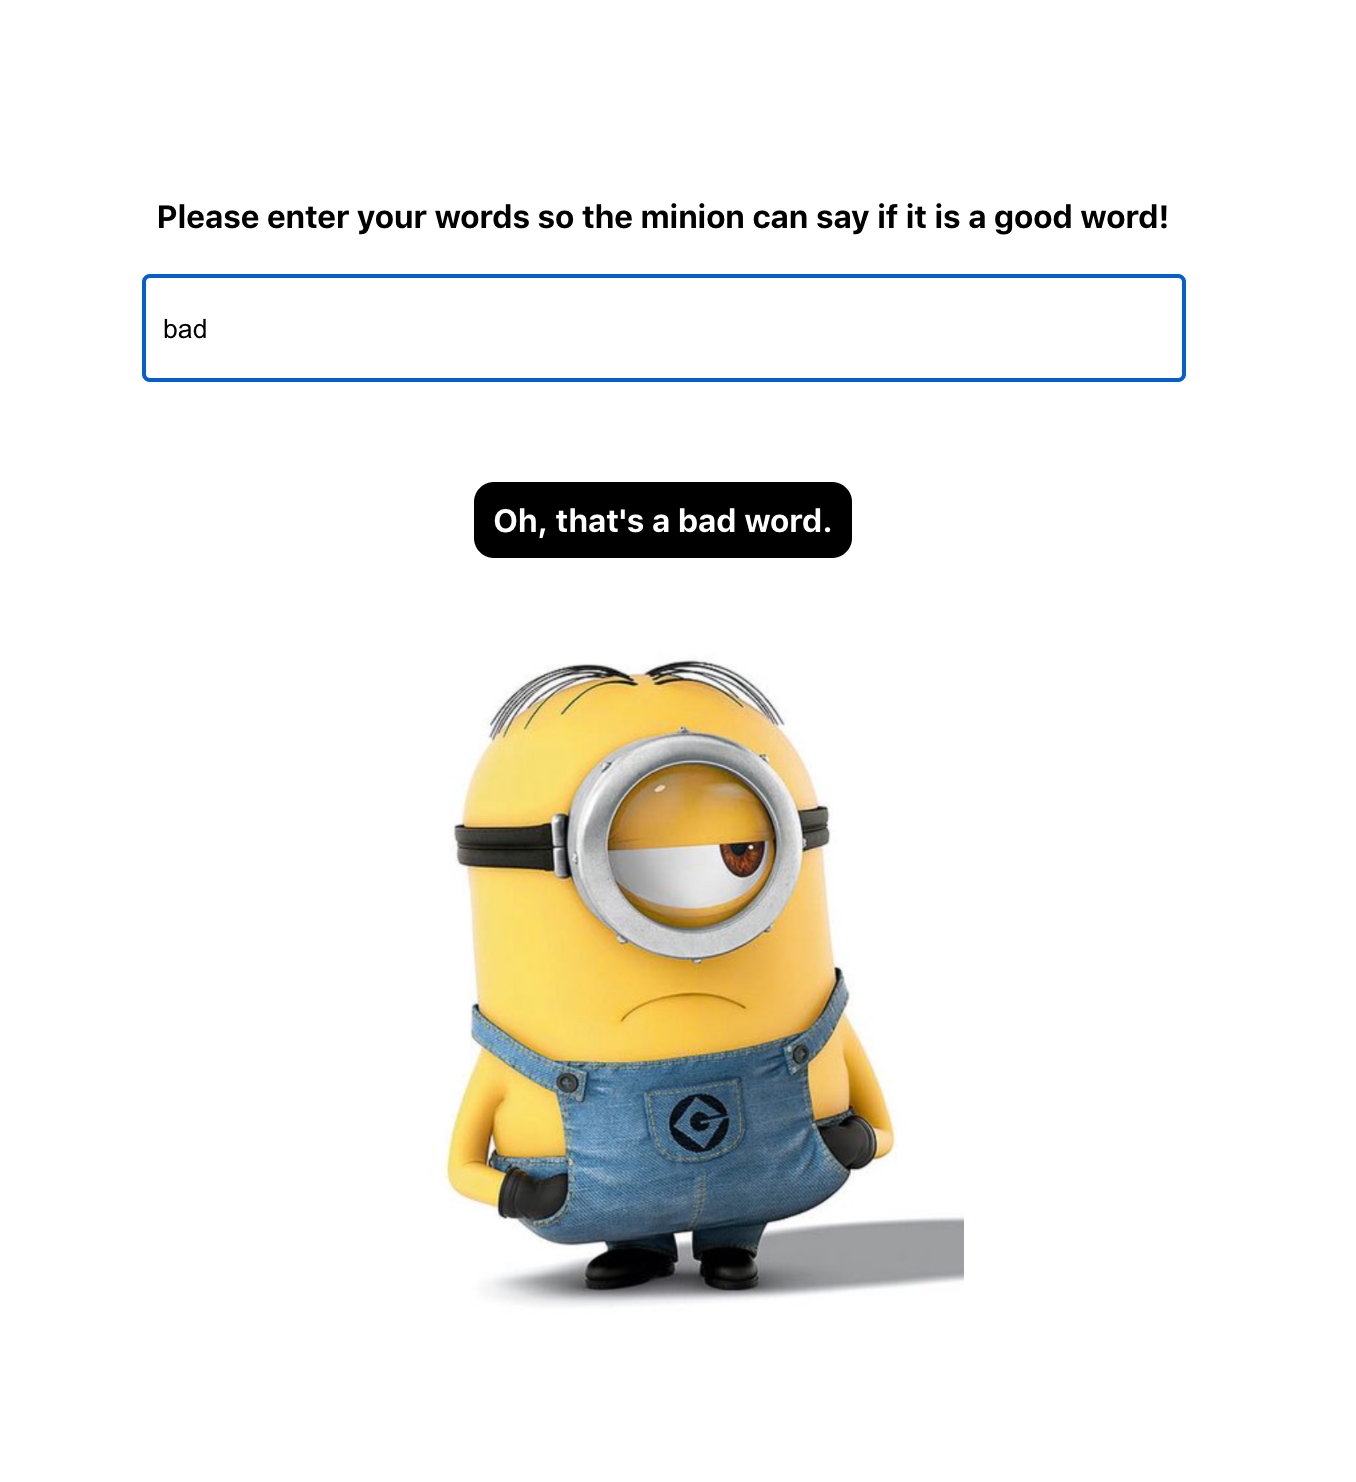 Please enter your words so the minion can say if it is a good word!
bad
Oh, that's a bad word.